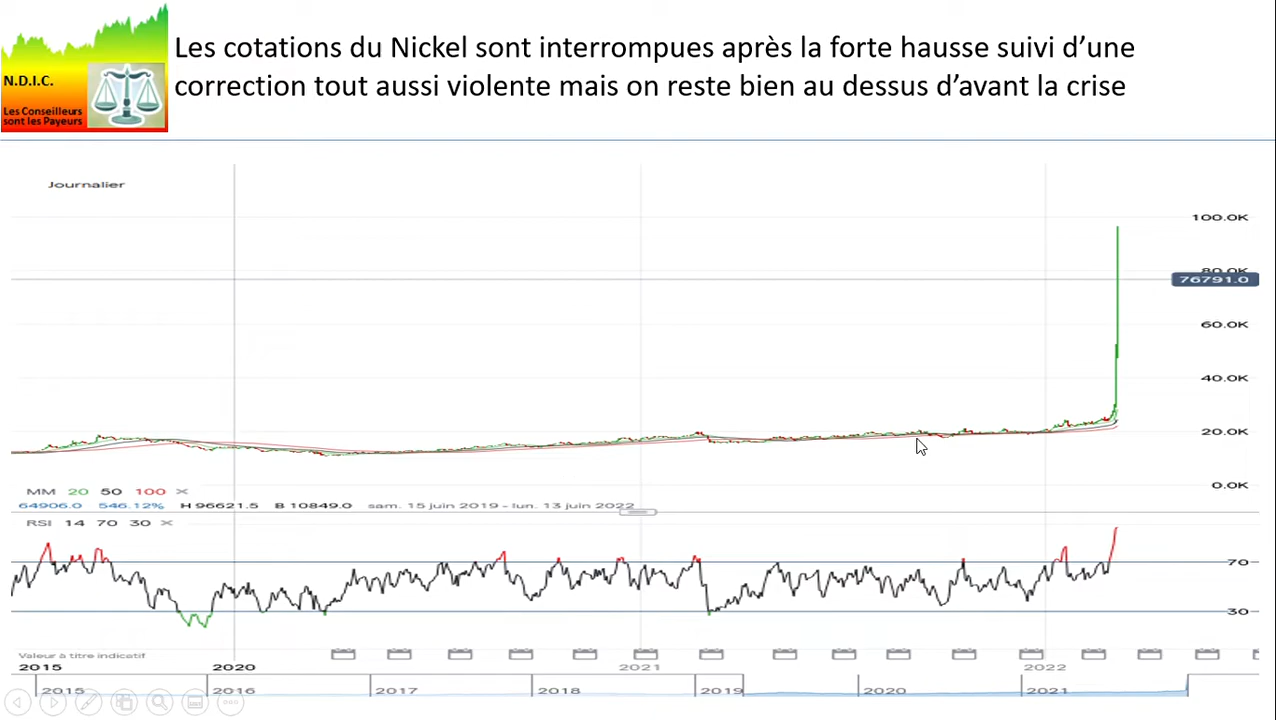 Les cotations du Nickel sont interrompues après la forte hausse suivi d’une
correction tout aussi violente mais on reste bien au dessus d’avant la crise
N.D.I.C.
Les Conseilleurs
sont les Payeurs
Journalier
100.0K
80.0K
76791.0
60.0K
40.0K
20.0K
0.0K
MM 20 50 100 ×
64906.0 546.12% H 96621.5 B 10849.0 sam. 15 juin 2019 - lun. 13 juin 2022
RSI 14 70 30 ×
70
30
Valeur à titre indicatif
2015 2020 2021 2022
2015 2016 2017 2018 2019 2020 2021